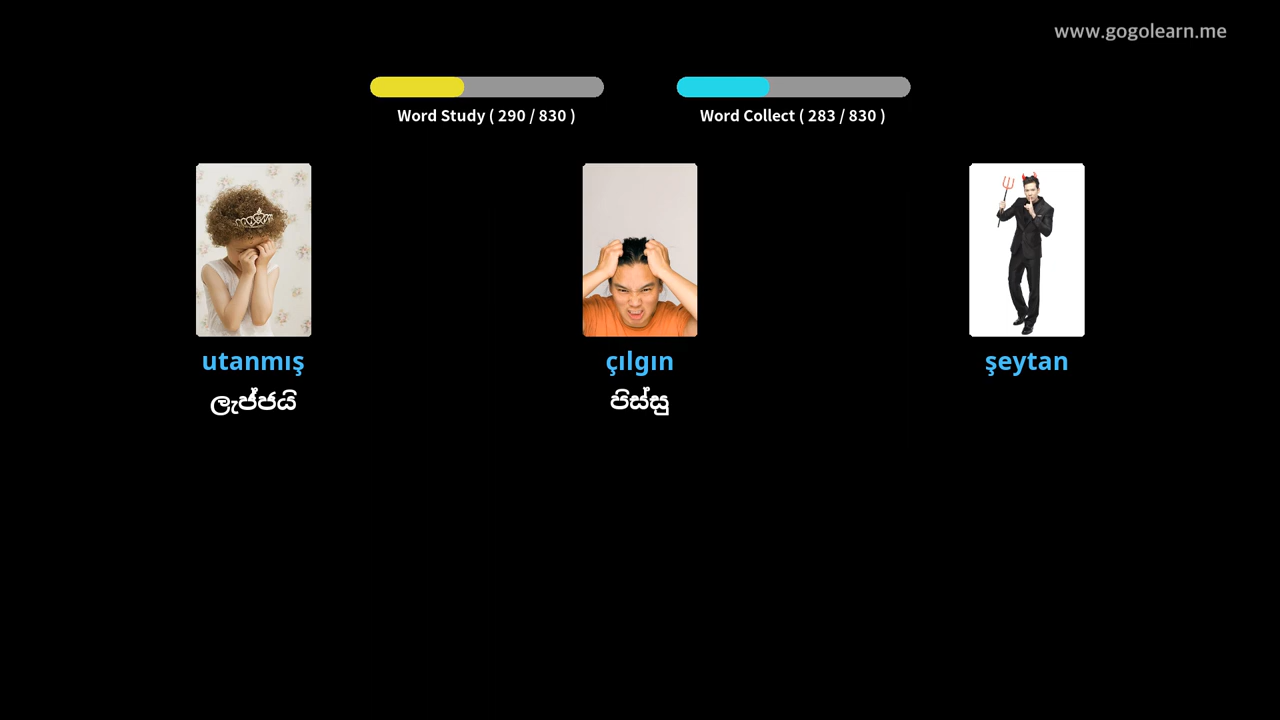 www.gogolearn.me
Word Study ( 290 / 830 )
Word Collect ( 283 / 830 )
utanmış
çılgın
şeytan
ලැජ්ජයි
පිස්සු